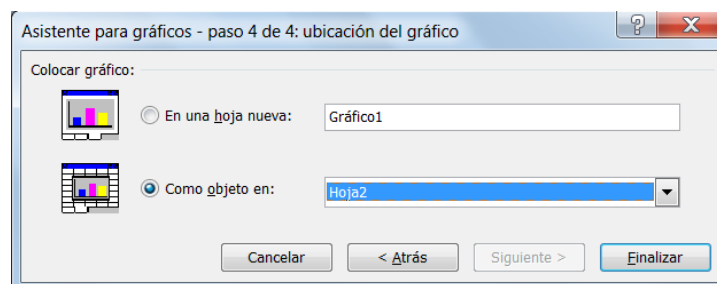 Asistente para gráficos - paso 4 de 4: ubicación del gráfico
Colocar gráfico:
En una hoja nueva: Gráfico1
Como objeto en: Hoja2
Cancelar < Atrás Siguiente > Finalizar